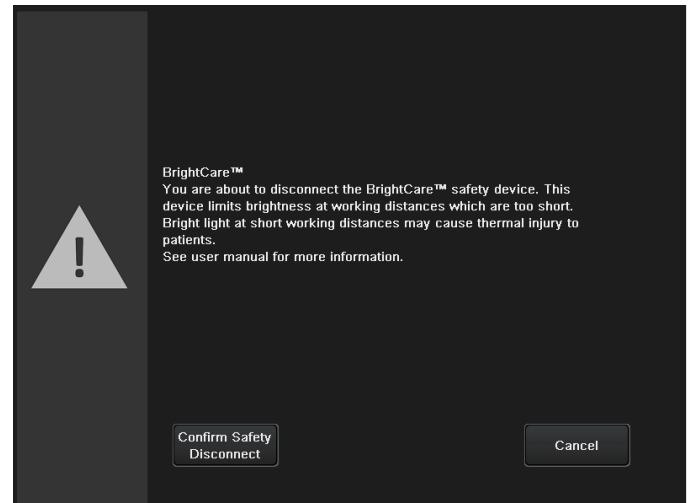 BrightCare™
You are about to disconnect the BrightCare™ safety device. This
device limits brightness at working distances which are too short.
Bright light at short working distances may cause thermal injury to
patients.
See user manual for more information.
Confirm Safety
Disconnect
Cancel